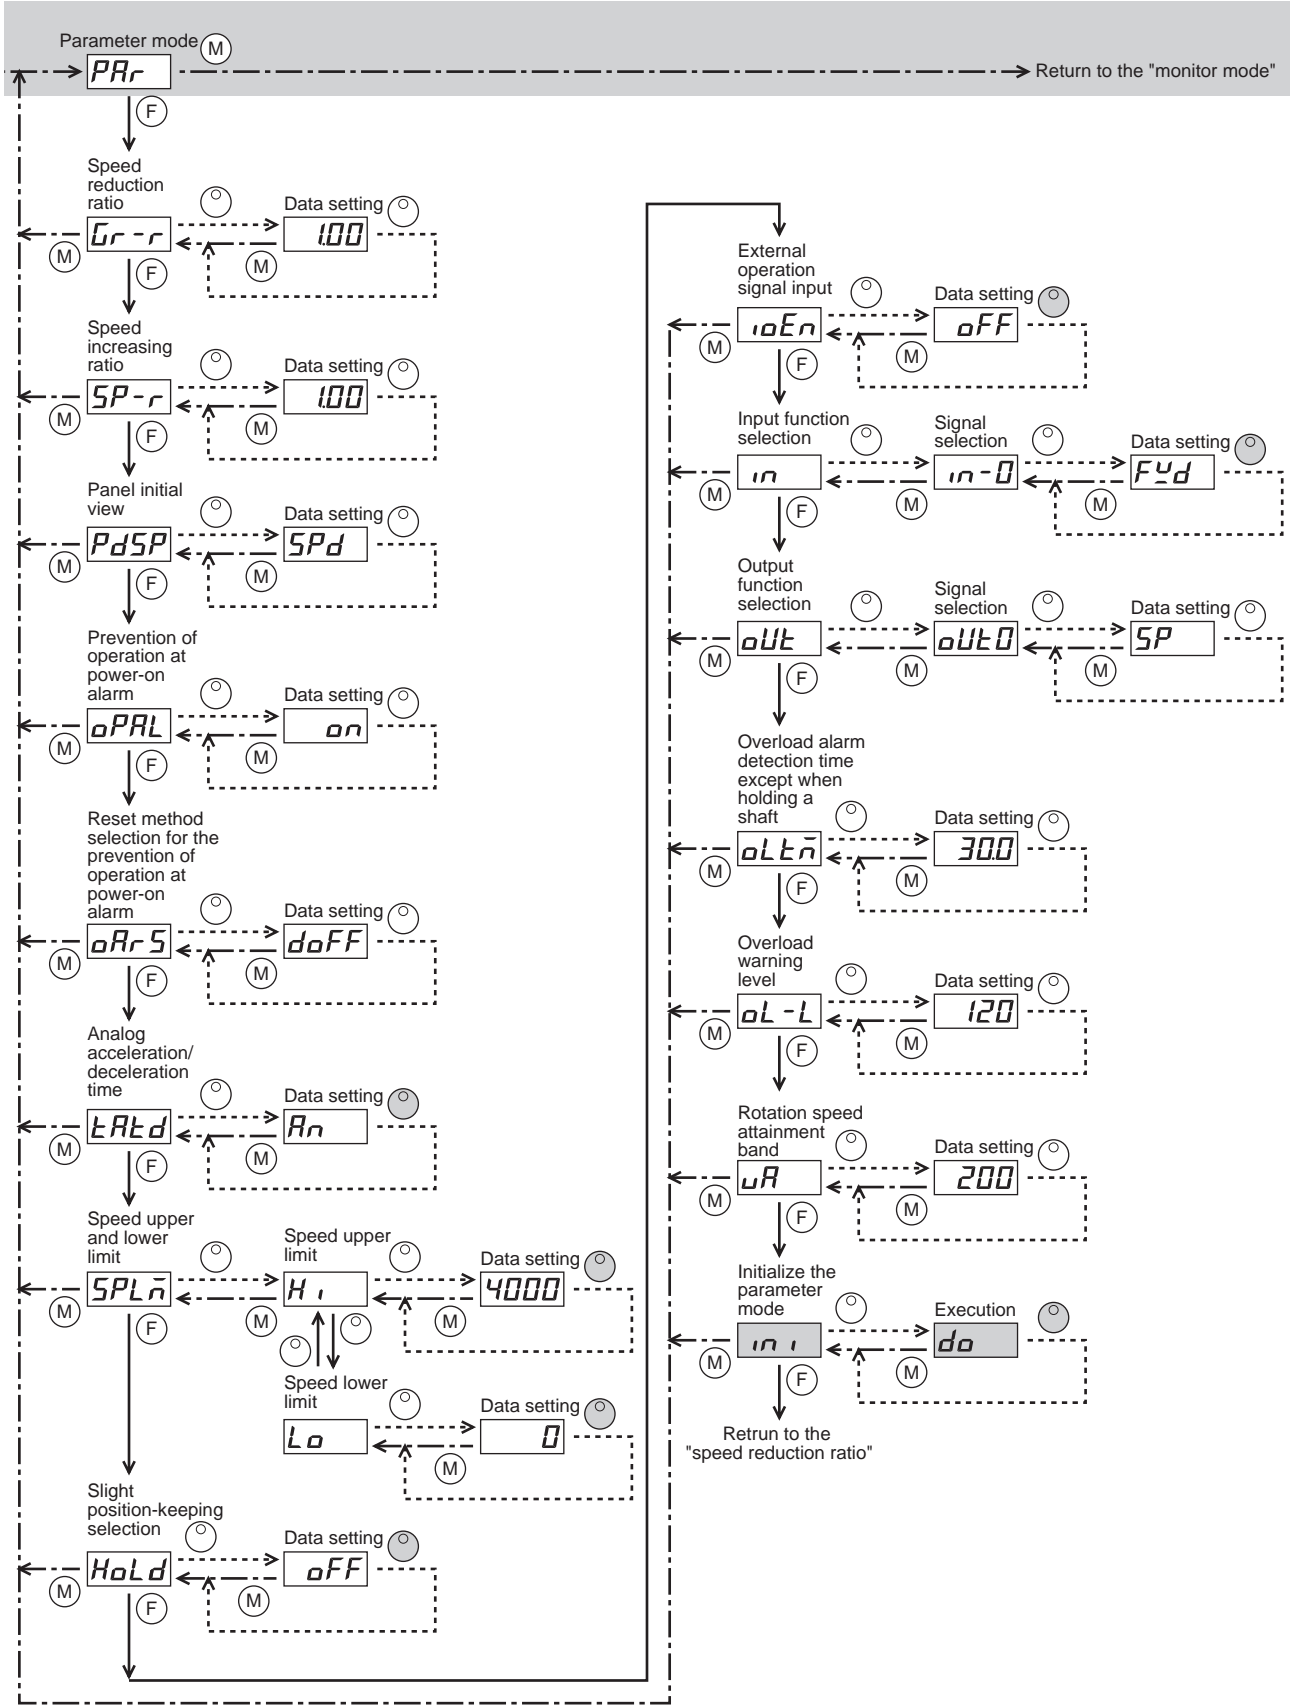 Parameter mode
M
PAr
Return to the "monitor mode"
F
Speed
reduction
ratio
Gr-r
Data setting
1.00
M
F
M
Speed
increasing
ratio
SP-r
Data setting
1.00
M
F
M
Panel initial
view
PdSP
Data setting
SPd
M
F
M
Prevention of
operation at
power-on
alarm
oPAL
Data setting
on
M
F
M
Reset method
selection for the
prevention of
operation at
power-on
alarm
oArS
Data setting
doFF
M
F
M
Analog
acceleration/
deceleration
time
tAtd
Data setting
An
M
F
M
Speed upper
and lower
limit
SPLm
Speed upper
limit
Hi
Data setting
4000
M
F
M
M
Speed lower
limit
Lo
Data setting
0
M
Slight
position-keeping
selection
HoLd
Data setting
oFF
M
F
M
External
operation
signal input
ioEn
Data setting
oFF
M
F
M
Input function
selection
in
Signal
selection
in-0
Data setting
Fwd
M
F
M
M
Output
function
selection
oUt
Signal
selection
oUt0
Data setting
SP
M
F
M
M
Overload alarm
detection time
except when
holding a
shaft
oLtm
Data setting
30.0
M
F
M
Overload
warning
level
oL-L
Data setting
120
M
F
M
Rotation speed
attainment
band
vA
Data setting
200
M
F
M
Initialize the
parameter
mode
ini
Execution
do
M
F
M
Retrun to the
"speed reduction ratio"